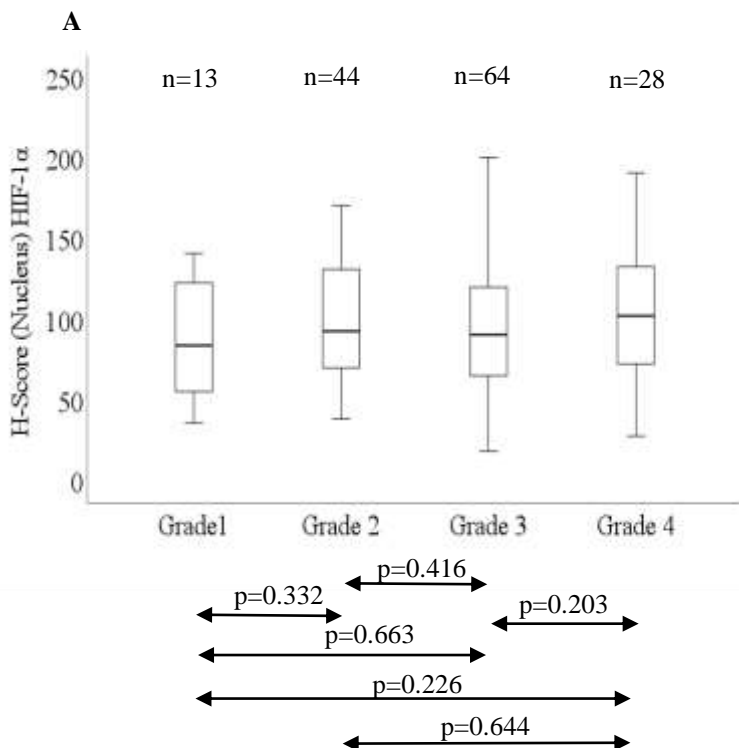 A
n=13 n=44 n=64 n=28
250
200
150
100
50
0
H-Score (Nucleus) HIF-1α
Grade1 Grade 2 Grade 3 Grade 4
p=0.416
p=0.332
p=0.203
p=0.663
p=0.226
p=0.644